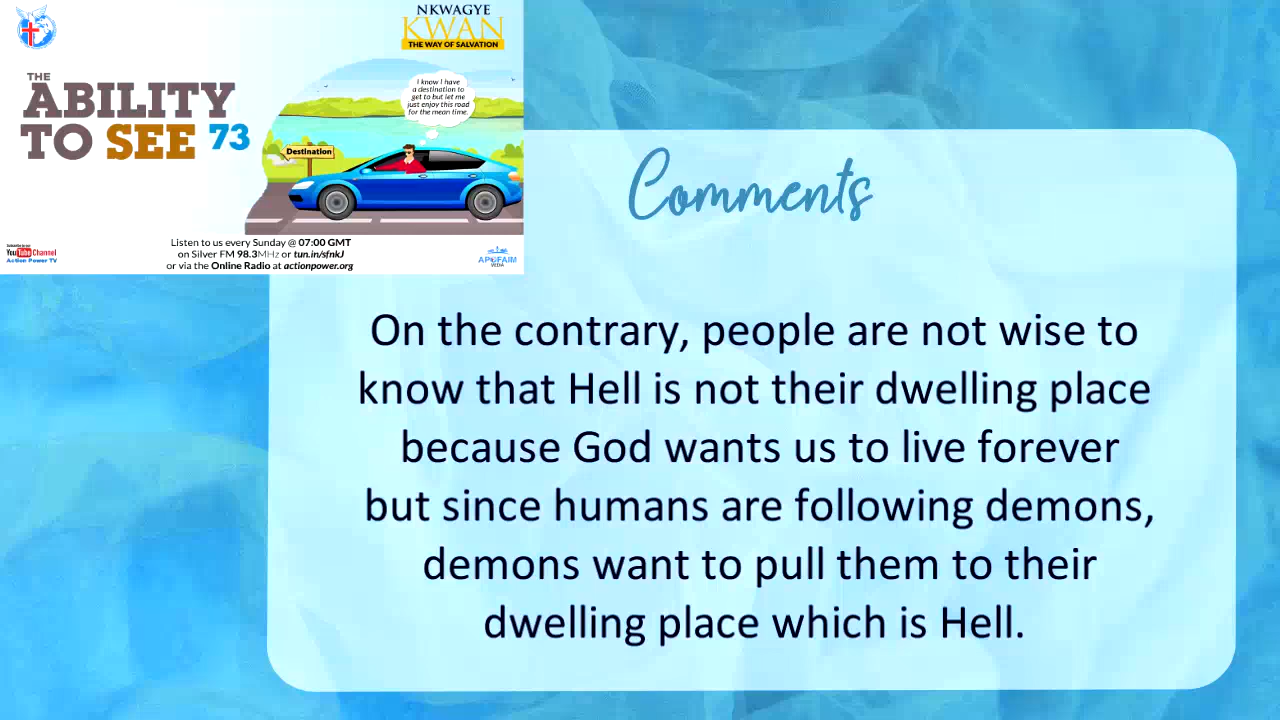 NKWAGYE
KWAN
THE WAY OF SALVATION
THE
ABILITY
TO SEE 73
I know I have
a destination to
get to but let me
just enjoy this road
for the mean time.
Destination
Listen to us every Sunday @ 07:00 GMT
on Silver FM 98.3MHz or tun.in/sfnkJ
or via the Online Radio at actionpower.org
YouTube Channel
Action Power TV
APOFAIM
Comments
On the contrary, people are not wise to
know that Hell is not their dwelling place
because God wants us to live forever
but since humans are following demons,
demons want to pull them to their
dwelling place which is Hell.